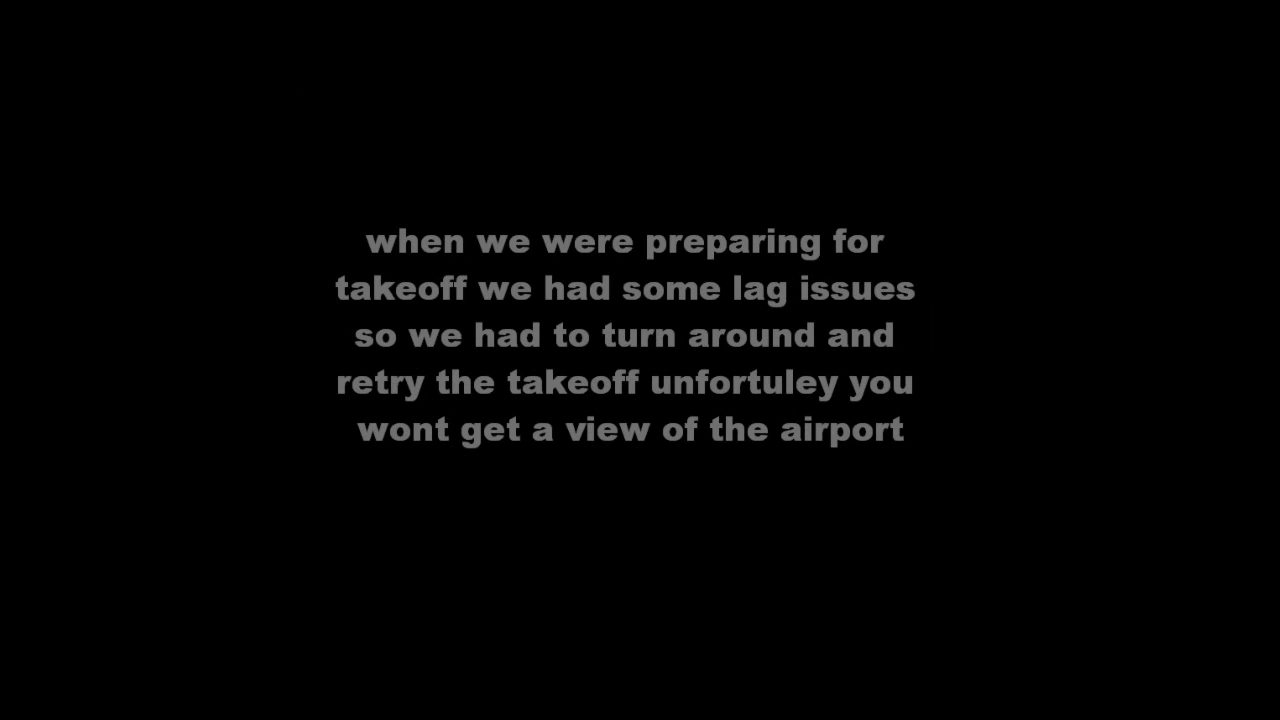 when we were preparing for
takeoff we had some lag issues
so we had to turn around and
retry the takeoff unfortuley you
wont get a view of the airport